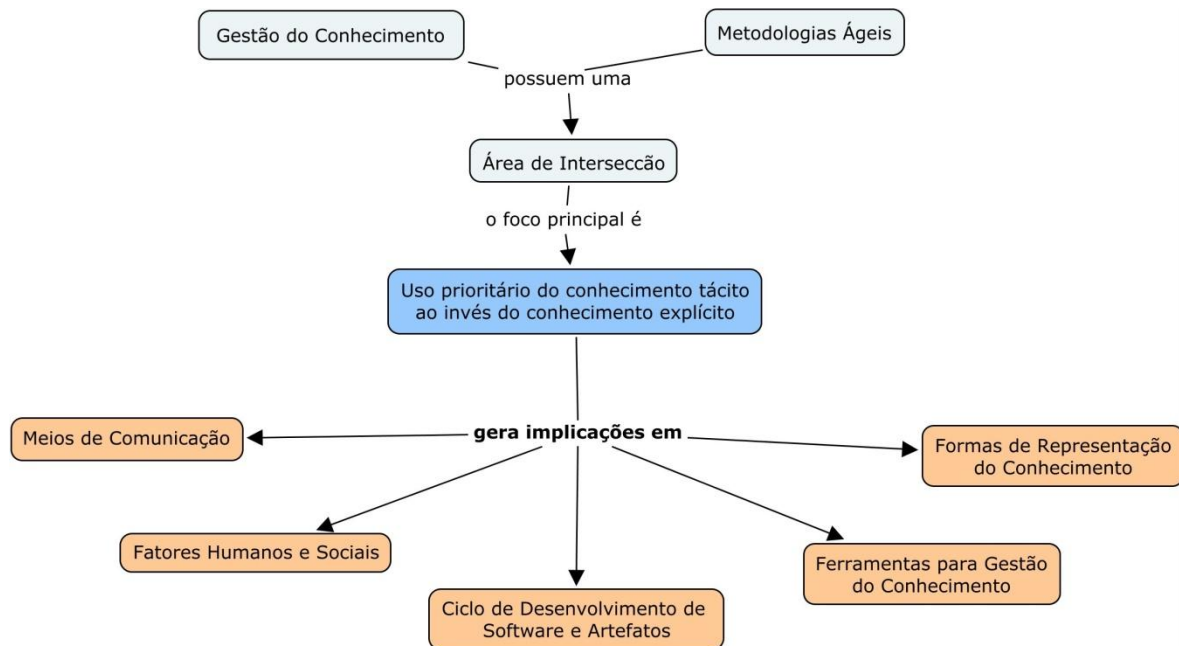 Gestão do Conhecimento
Metodologias Ágeis
possuem uma
Área de Intersecção
o foco principal é
Uso prioritário do conhecimento tácito
ao invés do conhecimento explícito
gera implicações em
Meios de Comunicação
Formas de Representação
do Conhecimento
Fatores Humanos e Sociais
Ferramentas para Gestão
do Conhecimento
Ciclo de Desenvolvimento de
Software e Artefatos